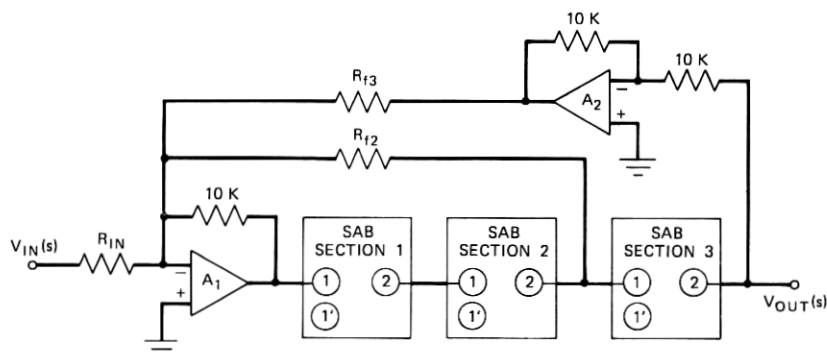 10 K
10 K
R_f3
A_2
−
+
R_f2
10 K
V_IN(s)
R_IN
−
+
A_1
SAB
SECTION 1
1
2
1'
SAB
SECTION 2
1
2
1'
SAB
SECTION 3
1
2
1'
V_OUT(s)